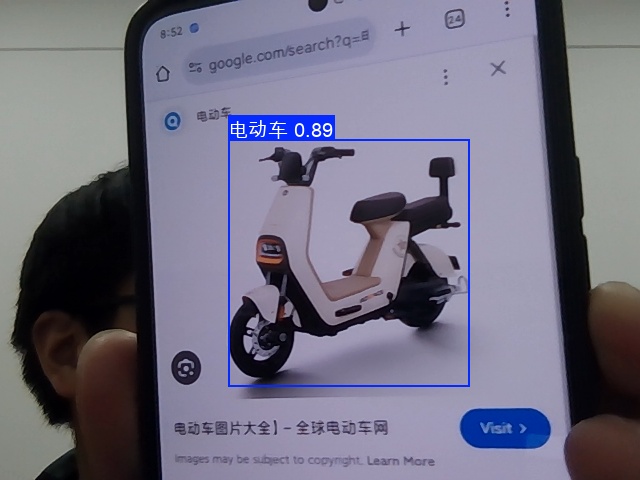 8:52
24
google.com/search?q=电
电动车
电动车 0.89
电动车图片大全】 – 全球电动车网
Visit >
Images may be subject to copyright. Learn More